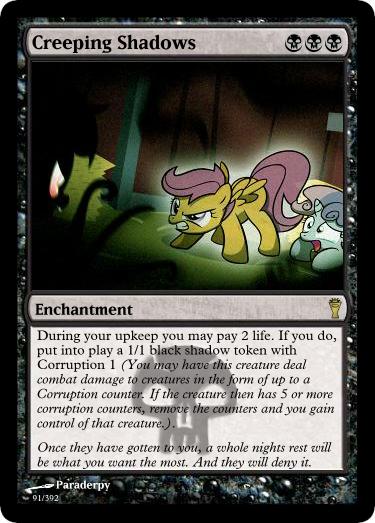 Creeping Shadows
Enchantment
During your upkeep you may pay 2 life. If you do,
put into play a 1/1 black shadow token with
Corruption 1 (You may have this creature deal
combat damage to creatures in the form of up to a
Corruption counter. If the creature then has 5 or more
corruption counters, remove the counters and you gain
control of that creature.).
Once they have gotten to you, a whole nights rest will
be what you want the most. And they will deny it.
Paraderpy
91/392